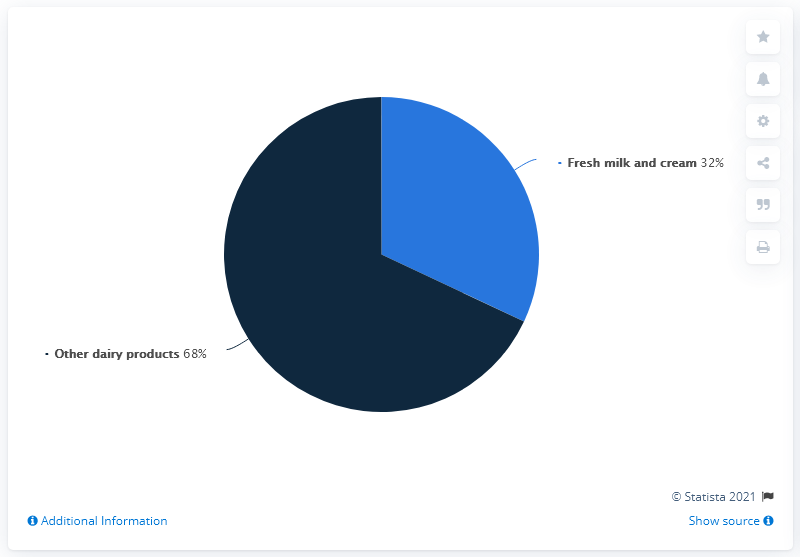 Fresh milk and cream 32%
Other dairy products 68%
© Statista 2021
Additional Information
Show source